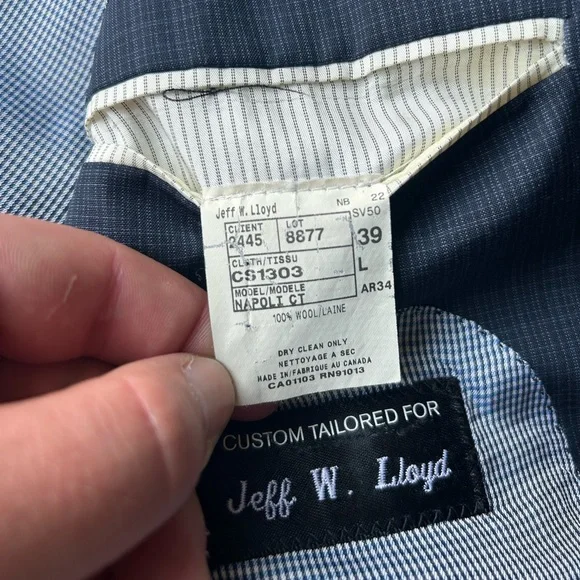 Jeff W. Lloyd NB 22
CLIENT LOT SV50
2445 8877 39
CLOTH/TISSU
CS1303 L
MODEL/MODELE AR34
NAPOLI CT
100% WOOL/LAINE
DRY CLEAN ONLY
NETTOYAGE A SEC
MADE IN/FABRIQUE AU CANADA
CA01103 RN91013
CUSTOM TAILORED FOR
Jeff W. Lloyd